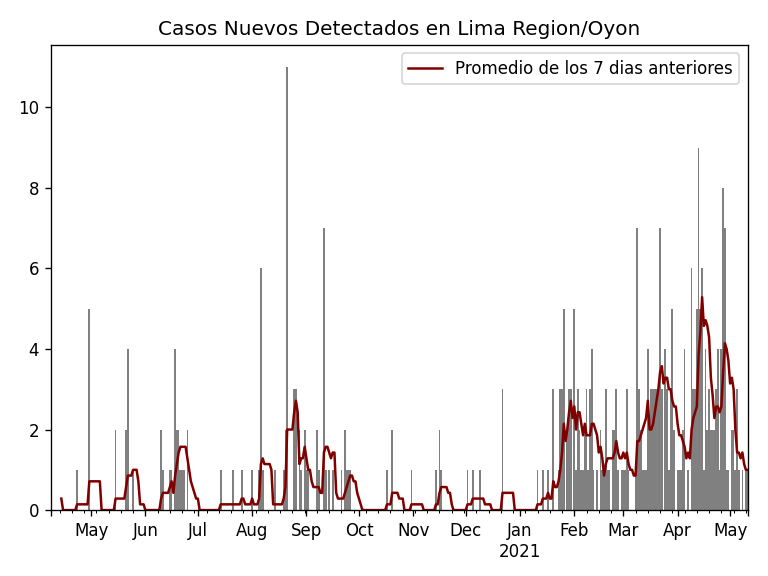 Casos Nuevos Detectados en Lima Region/Oyon
Promedio de los 7 dias anteriores
10
8
6
4
2
0
May Jun Jul Aug Sep Oct Nov Dec Jan Feb Mar Apr May
2021